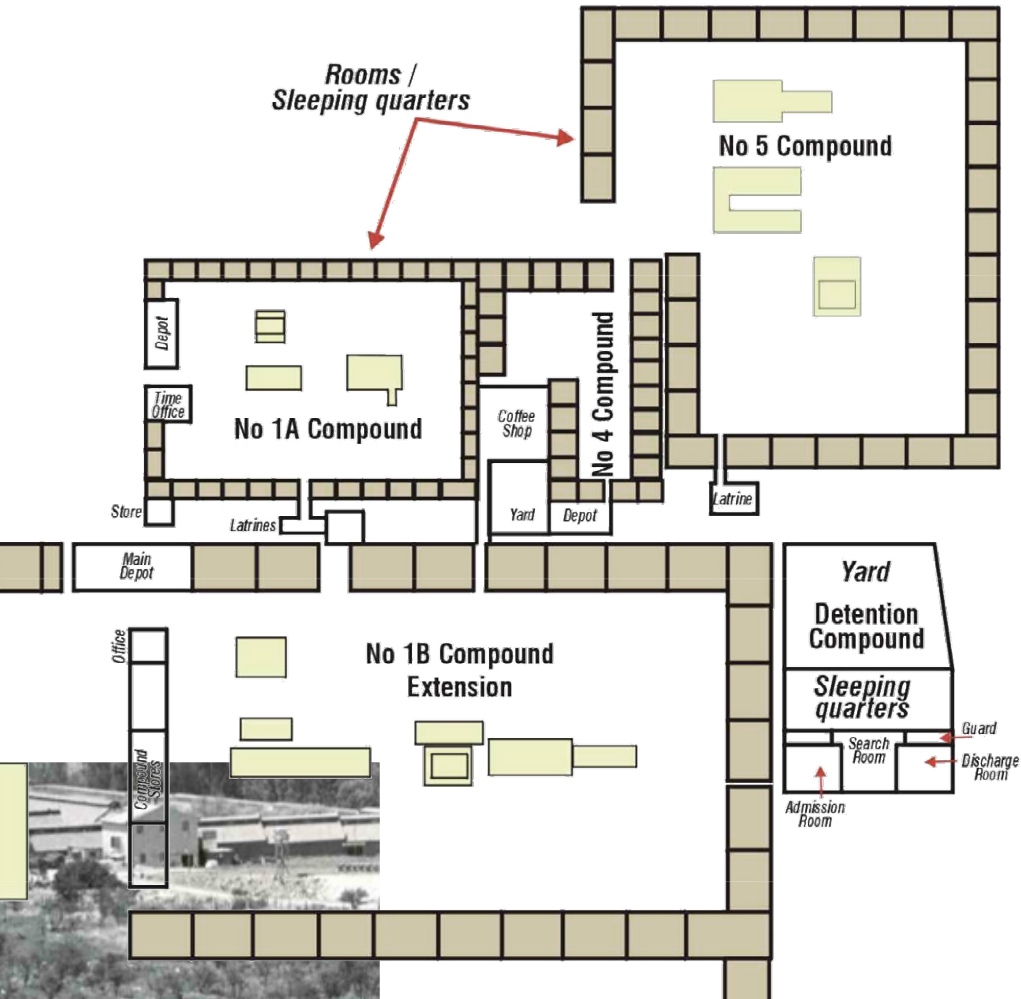 Rooms /
Sleeping quarters
No 5 Compound
Depot
Time
Office
No 1A Compound
Coffee
Shop
No 4 Compound
Store
Latrines
Yard
Depot
Latrine
Main
Depot
Office
No 1B Compound
Extension
Compound
Stores
Yard
Detention
Compound
Sleeping
quarters
Guard
Search
Room
Discharge
Room
Admission
Room